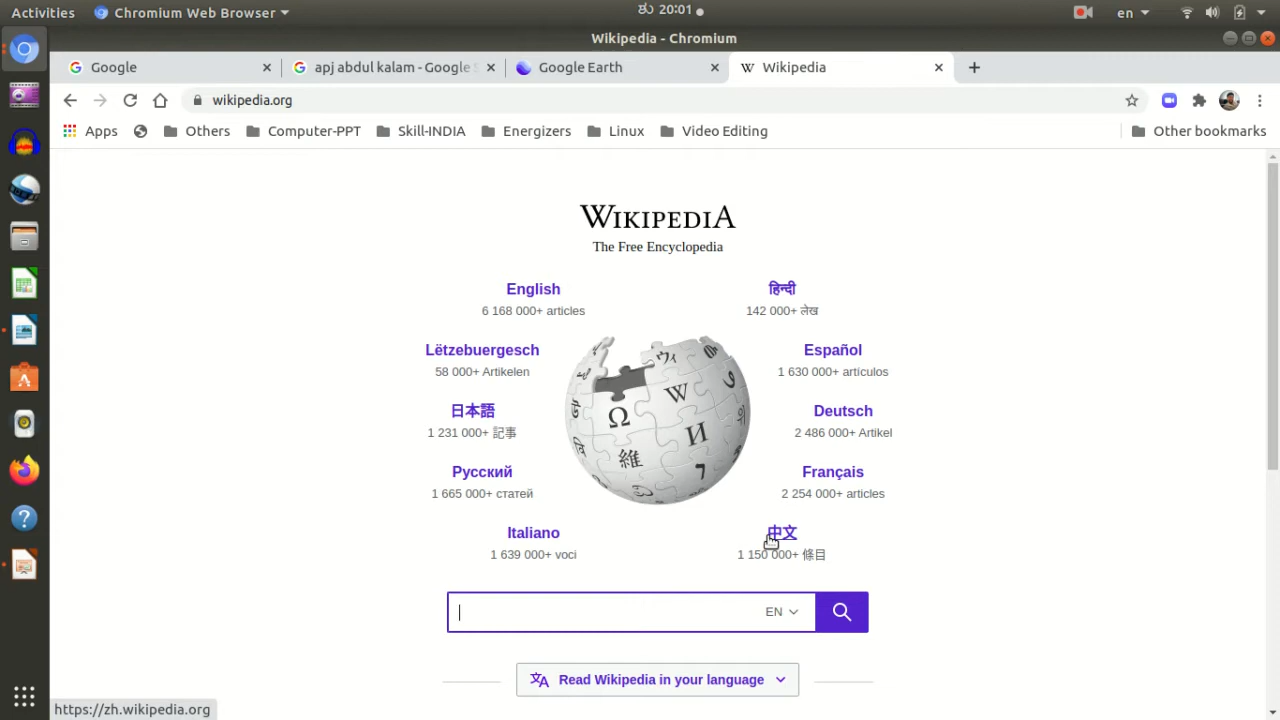 Activities Chromium Web Browser ಶು 20:01 en
Wikipedia - Chromium
Google apj abdul kalam - Google S Google Earth Wikipedia
wikipedia.org
Apps Others Computer-PPT Skill-INDIA Energizers Linux Video Editing Other bookmarks
WIKIPEDIA
The Free Encyclopedia
English हिन्दी
6 168 000+ articles 142 000+ लेख
Lëtzebuergesch Español
58 000+ Artikelen 1 630 000+ artículos
日本語 Deutsch
1 231 000+ 記事 2 486 000+ Artikel
Русский Français
1 665 000+ статей 2 254 000+ articles
Italiano 中文
1 639 000+ voci 1 150 000+ 條目
EN
Read Wikipedia in your language
https://zh.wikipedia.org